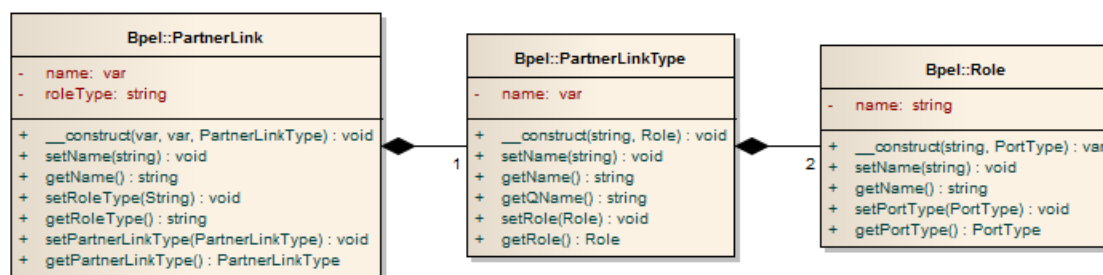 Bpel::PartnerLink
- name: var
- roleType: string
+ __construct(var, var, PartnerLinkType) : void
+ setName(string) : void
+ getName() : string
+ setRoleType(String) : void
+ getRoleType() : string
+ setPartnerLinkType(PartnerLinkType) : void
+ getPartnerLinkType() : PartnerLinkType
1
Bpel::PartnerLinkType
- name: var
+ __construct(string, Role) : void
+ setName(string) : void
+ getName() : string
+ getQName() : string
+ setRole(Role) : void
+ getRole() : Role
2
Bpel::Role
- name: string
+ __construct(string, PortType) : var
+ setName(string) : void
+ getName() : string
+ setPortType(PortType) : void
+ getPortType() : PortType